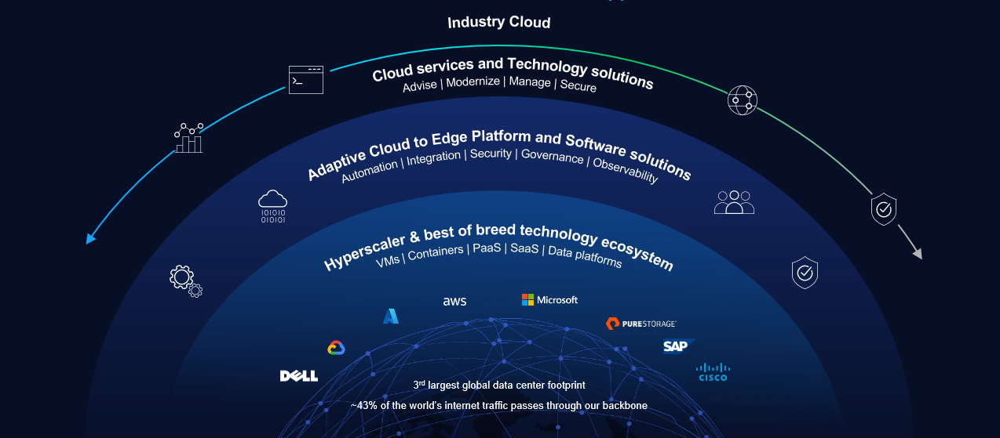 Industry Cloud
Cloud services and Technology solutions
Advise | Modernize | Manage | Secure
Adaptive Cloud to Edge Platform and Software solutions
Automation | Integration | Security | Governance | Observability
Hyperscaler & best of breed technology ecosystem
VMs | Containers | PaaS | SaaS | Data platforms
aws
Microsoft
PURESTORAGE
SAP
DELL
CISCO
101010
010101
3rd largest global data center footprint
~43% of the world's internet traffic passes through our backbone